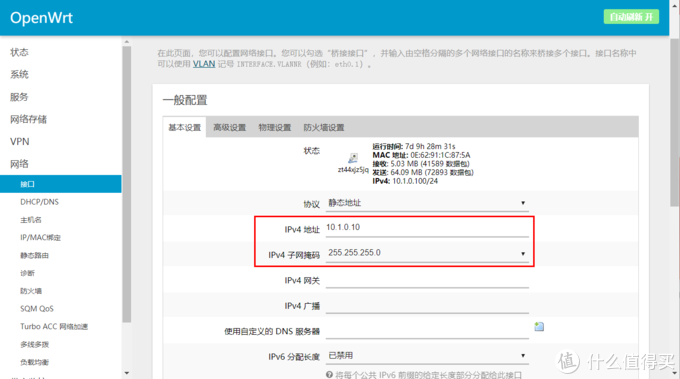 OpenWrt
自动刷新 开
状态
系统
服务
网络存储
VPN
网络
接口
DHCP/DNS
主机名
IP/MAC绑定
静态路由
诊断
防火墙
SQM QoS
Turbo ACC 网络加速
多线多拨
负载均衡
在此页面，您可以配置网络接口。您可以勾选“桥接接口”，并输入由空格分隔的多个网络接口的名称来桥接多个接口。接口名称中
可以使用 VLAN 记号 INTERFACE.VLANNR（例如：eth0.1）。
一般配置
基本设置 高级设置 物理设置 防火墙设置
状态
zt44xjz5jq
运行时间: 7d 9h 28m 31s
MAC 地址: 0E:62:91:1C:87:5A
接收: 5.03 MB (41589 数据包)
发送: 64.09 MB (72893 数据包)
IPv4: 10.1.0.100/24
协议 静态地址
IPv4 地址 10.1.0.10
IPv4 子网掩码 255.255.255.0
IPv4 网关
IPv4 广播
使用自定义的 DNS 服务器
IPv6 分配长度 已禁用
将每个公共 IPv6 前缀的给定长度部分分配给此接口
值 什么值得买